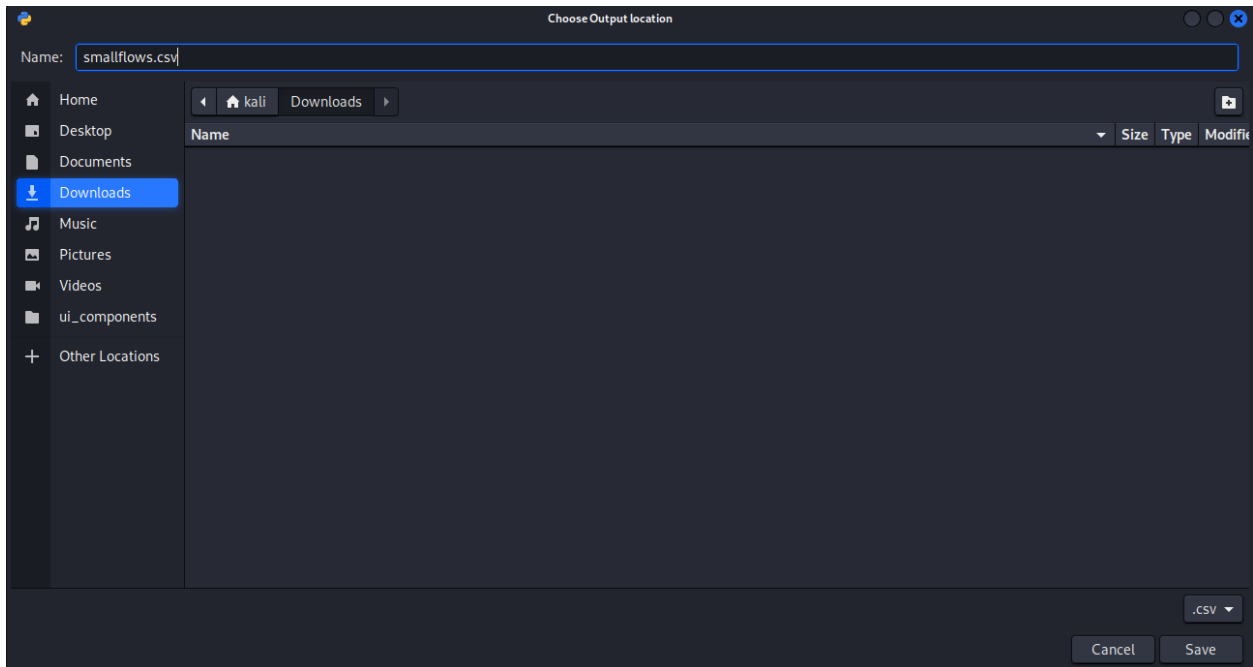 Choose Output location
Name: smallflows.csv
Home
Desktop
Documents
Downloads
Music
Pictures
Videos
ui_components
Other Locations
kali Downloads
Name Size Type Modifie
.csv
Cancel Save